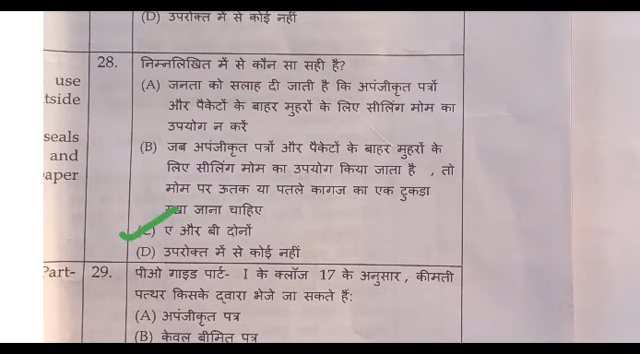 (D) उपरोक्त में से कोई नहीं
28. निम्नलिखित में से कौन सा सही है?
use (A) जनता को सलाह दी जाती है कि अपंजीकृत पत्रों
tside और पैकेटों के बाहर मुहरों के लिए सीलिंग मोम का
उपयोग न करें
seals (B) जब अपंजीकृत पत्रों और पैकेटों के बाहर मुहरों के
and लिए सीलिंग मोम का उपयोग किया जाता है , तो
aper मोम पर ऊतक या पतले कागज का एक टुकड़ा
जाना चाहिए
ए और बी दोनों
(D) उपरोक्त में से कोई नहीं
Part- 29. पीओ गाइड पार्ट- I के क्लॉज 17 के अनुसार , कीमती
पत्थर किसके द्वारा भेजे जा सकते हैं:
(A) अपंजीकृत पत्र
(B) केवल बीमित पत्र